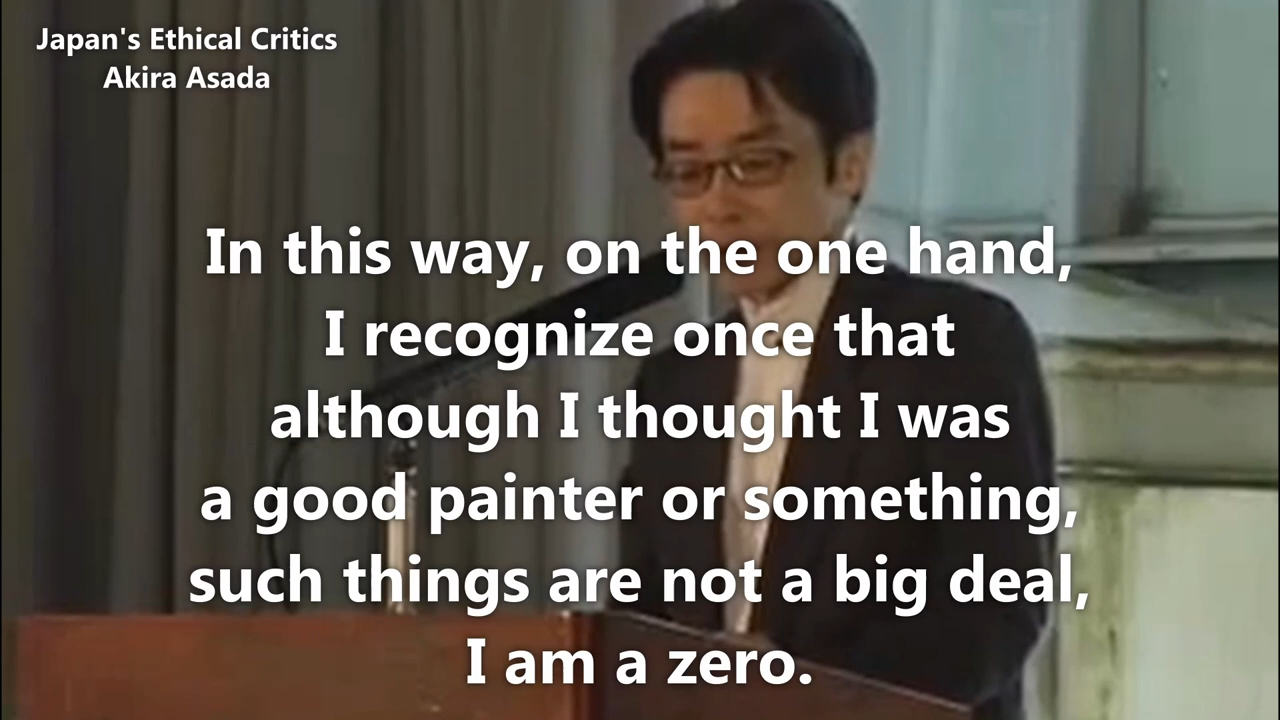 Japan's Ethical Critics
Akira Asada
In this way, on the one hand,
I recognize once that
although I thought I was
a good painter or something,
such things are not a big deal,
I am a zero.